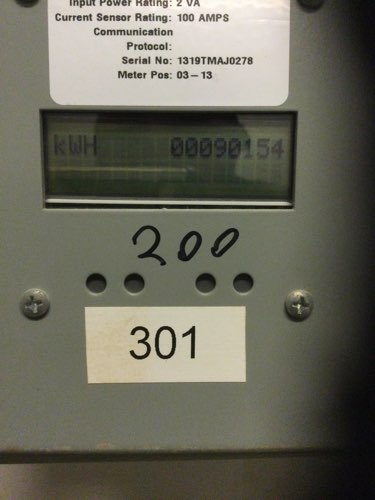 Input Power Rating: 2 VA
Current Sensor Rating: 100 AMPS
Communication
Protocol:
Serial No: 1319TMAJ0278
Meter Pos: 03-13
kWH 00090154
200
301